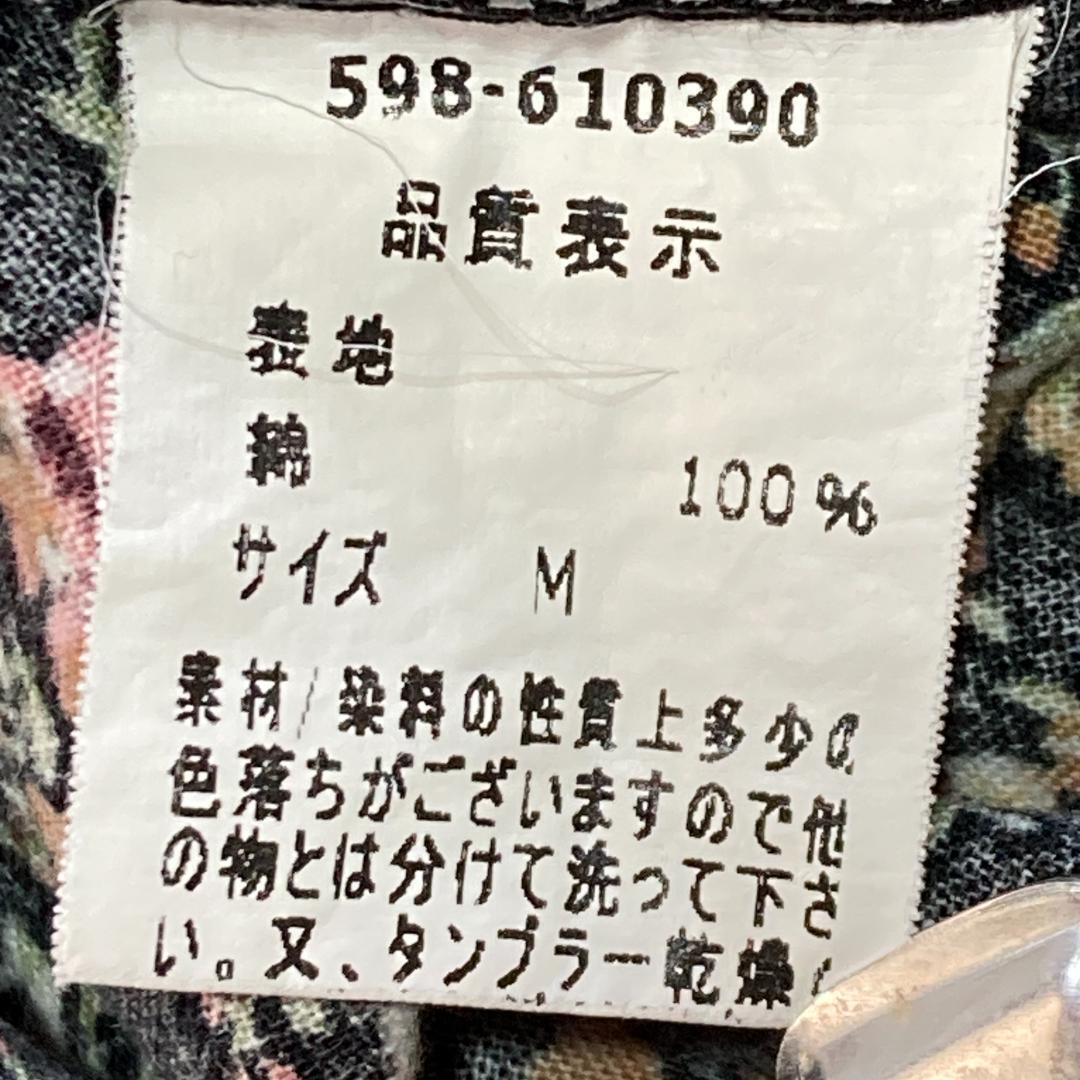 598-610390
品質表示
表地
綿 100%
サイズ M
素材/染料の性質上多少の
色落ちがございますので他
の物とは分けて洗って下さ
い。又、タンブラー乾燥